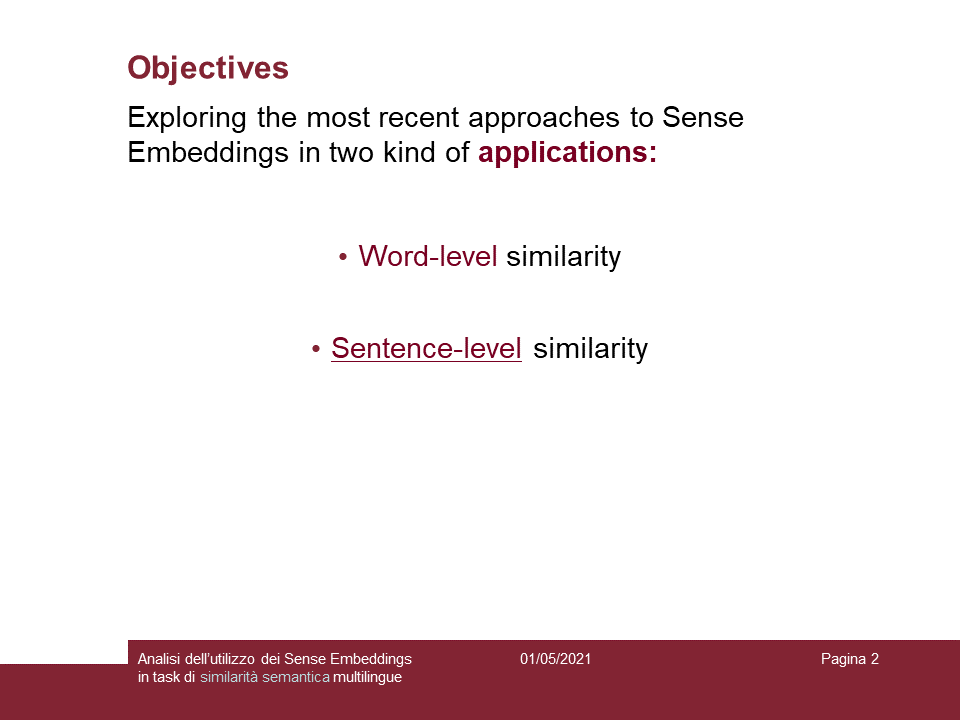 Objectives
Exploring the most recent approaches to Sense
Embeddings in two kind of applications:
• Word-level similarity
• Sentence-level similarity
Analisi dell'utilizzo dei Sense Embeddings
in task di similarità semantica multilingue
01/05/2021
Pagina 2